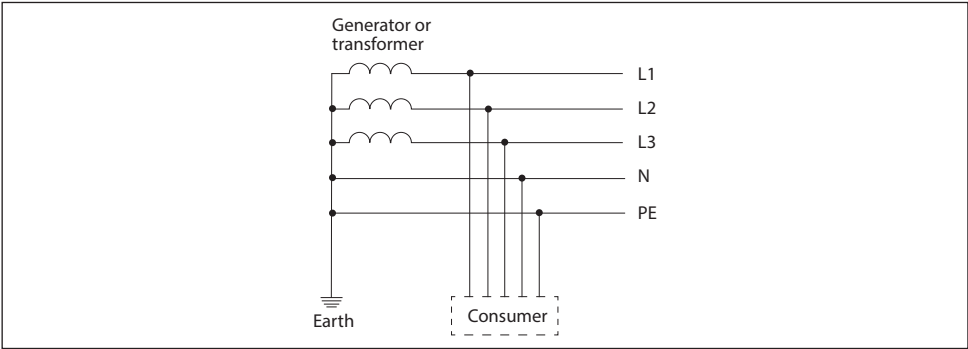 Generator or
transformer
L1
L2
L3
N
PE
Earth
Consumer